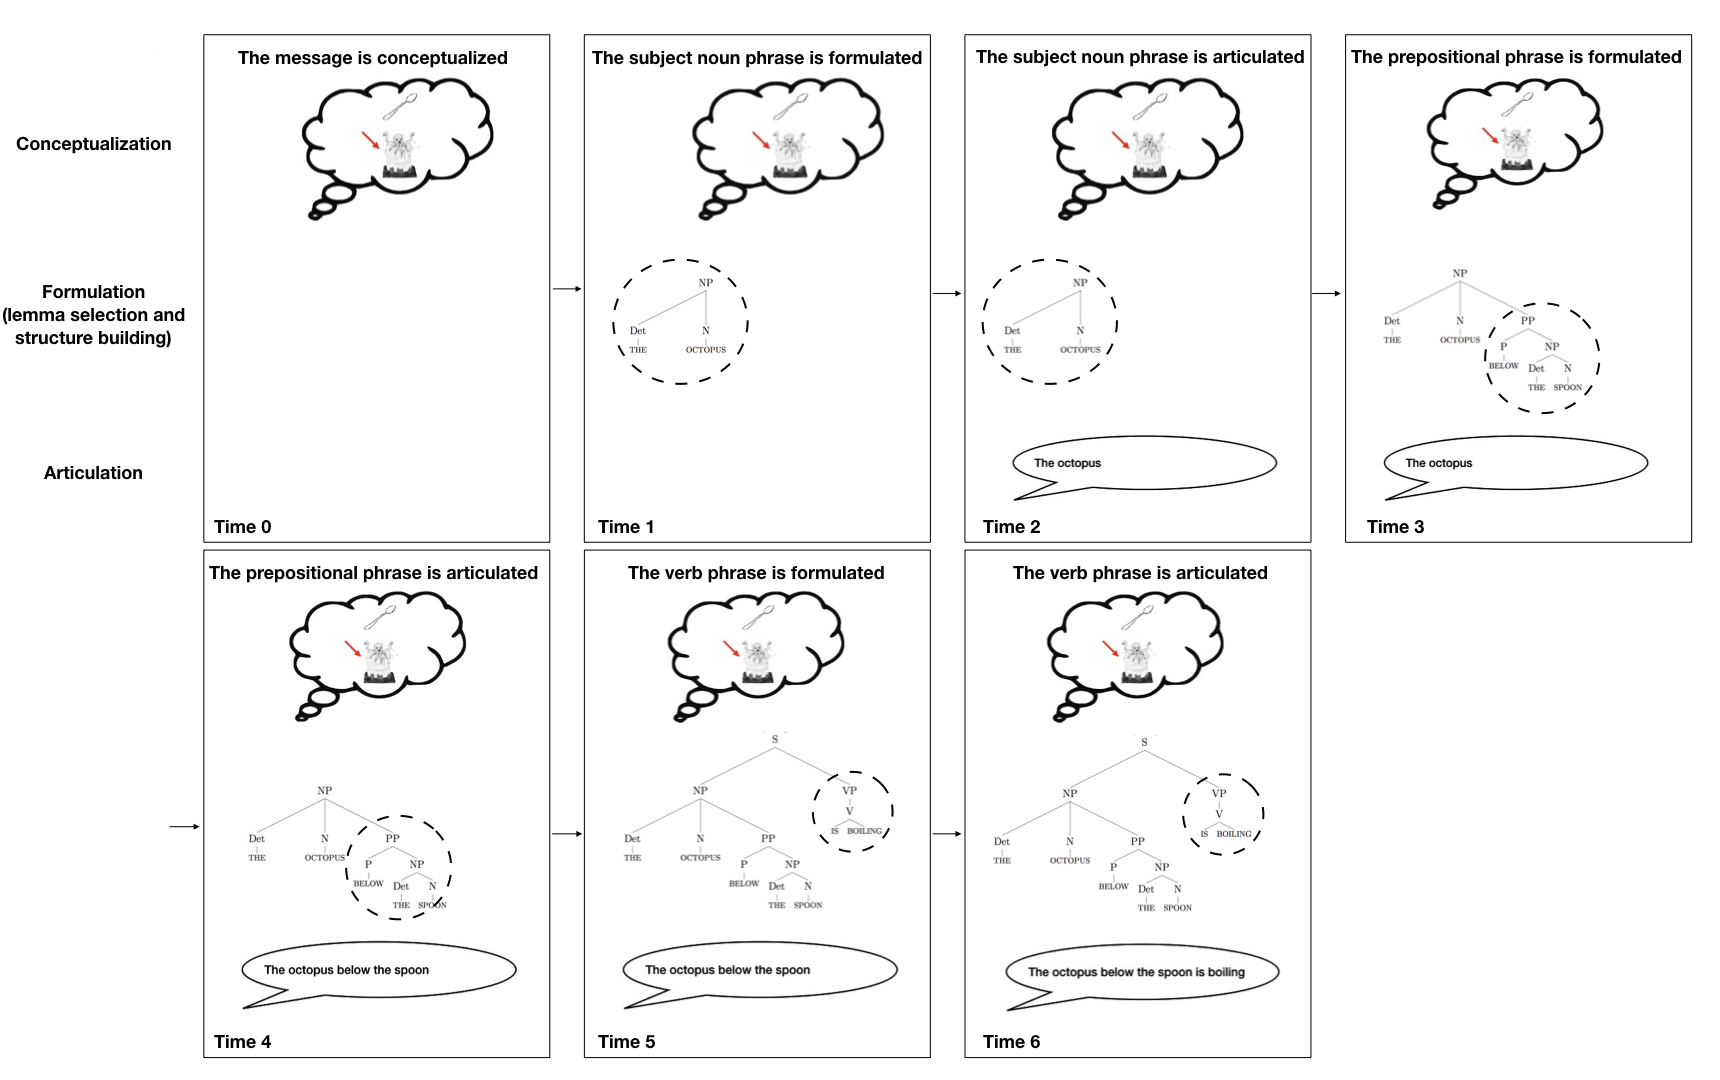 The message is conceptualized
The subject noun phrase is formulated
The subject noun phrase is articulated
The prepositional phrase is formulated
Conceptualization
Formulation
(lemma selection and
structure building)
NP
Det N
THE OCTOPUS
NP
Det N
THE OCTOPUS
NP
Det N PP
THE OCTOPUS P NP
BELOW Det N
THE SPOON
Articulation
The octopus
The octopus
Time 0
Time 1
Time 2
Time 3
The prepositional phrase is articulated
The verb phrase is formulated
The verb phrase is articulated
NP
Det N PP
THE OCTOPUS P NP
BELOW Det N
THE SPOON
S
NP VP
V
IS BOILING
Det N PP
THE OCTOPUS P NP
BELOW Det N
THE SPOON
S
NP VP
V
IS BOILING
Det N PP
THE OCTOPUS P NP
BELOW Det N
THE SPOON
The octopus below the spoon
The octopus below the spoon
The octopus below the spoon is boiling
Time 4
Time 5
Time 6